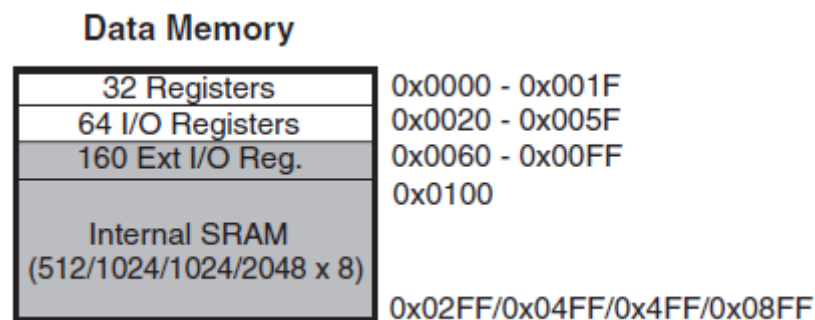 Data Memory
32 Registers 0x0000 - 0x001F
64 I/O Registers 0x0020 - 0x005F
160 Ext I/O Reg. 0x0060 - 0x00FF
0x0100
Internal SRAM
(512/1024/1024/2048 x 8)
0x02FF/0x04FF/0x4FF/0x08FF